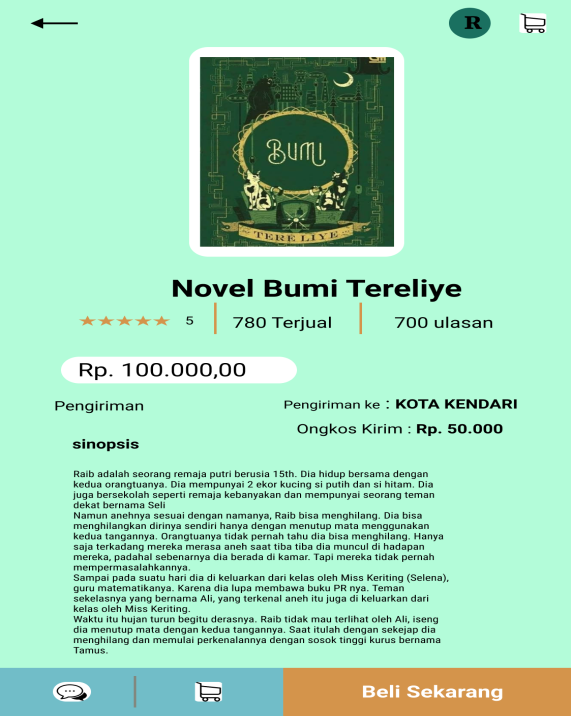 R
BUMI
TERE LIYE
Novel Bumi Tereliye
5
780 Terjual
700 ulasan
Rp. 100.000,00
Pengiriman
Pengiriman ke : KOTA KENDARI
Ongkos Kirim : Rp. 50.000
sinopsis
Raib adalah seorang remaja putri berusia 15th. Dia hidup bersama dengan
kedua orangtuanya. Dia mempunyai 2 ekor kucing si putih dan si hitam. Dia
juga bersekolah seperti remaja kebanyakan dan mempunyai seorang teman
dekat bernama Seli
Namun anehnya sesuai dengan namanya, Raib bisa menghilang. Dia bisa
menghilangkan dirinya sendiri hanya dengan menutup mata menggunakan
kedua tangannya. Orangtuanya tidak pernah tahu dia bisa menghilang. Hanya
saja terkadang mereka merasa aneh saat tiba tiba dia muncul di hadapan
mereka, padahal sebenarnya dia berada di kamar. Tapi mereka tidak pernah
mempermasalahkannya.
Sampai pada suatu hari dia di keluarkan dari kelas oleh Miss Keriting (Selena),
guru matematikanya. Karena dia lupa membawa buku PR nya. Teman
sekelasnya yang bernama Ali, yang terkenal aneh itu juga di keluarkan dari
kelas oleh Miss Keriting.
Waktu itu hujan turun begitu derasnya. Raib tidak mau terlihat oleh Ali, iseng
dia menutup mata dengan kedua tangannya. Saat itulah dengan sekejap dia
menghilang dan memulai perkenalannya dengan sosok tinggi kurus bernama
Tamus.
Beli Sekarang